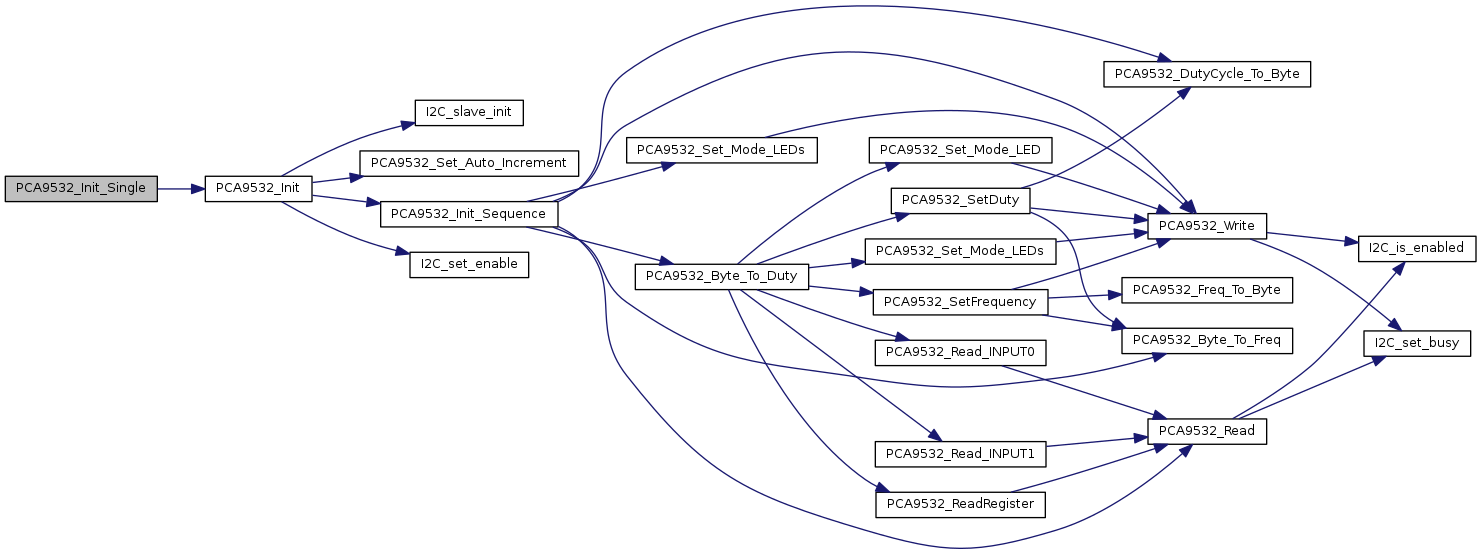 PCA9532_Init_Single
PCA9532_Init
I2C_slave_init
PCA9532_Set_Auto_Increment
PCA9532_Init_Sequence
I2C_set_enable
PCA9532_Set_Mode_LEDs
PCA9532_Byte_To_Duty
PCA9532_Set_Mode_LED
PCA9532_SetDuty
PCA9532_Set_Mode_LEDs
PCA9532_SetFrequency
PCA9532_Read_INPUT0
PCA9532_Read_INPUT1
PCA9532_ReadRegister
PCA9532_DutyCycle_To_Byte
PCA9532_Write
PCA9532_Freq_To_Byte
PCA9532_Byte_To_Freq
PCA9532_Read
I2C_is_enabled
I2C_set_busy